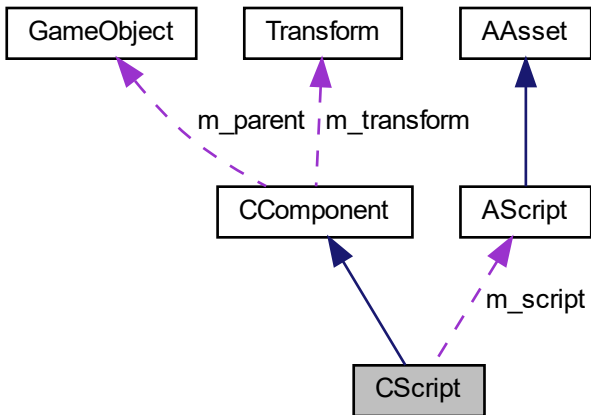 GameObject
Transform
AAsset
m_parent
m_transform
CComponent
AScript
m_script
CScript